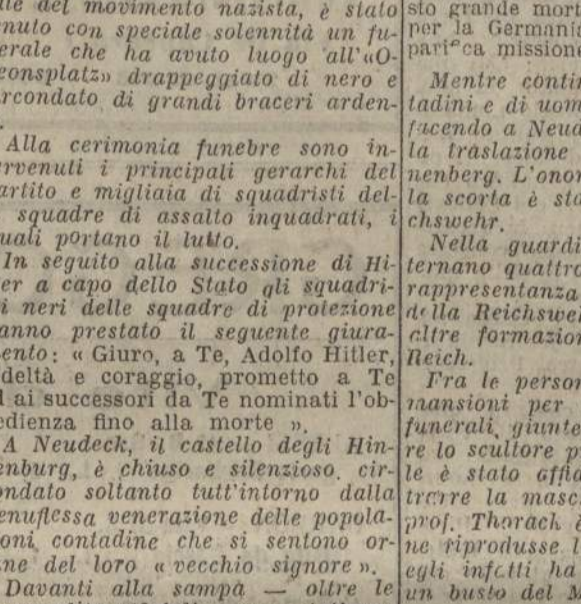 del movimento nazista, è stato
nuto con speciale solennità un fu-
erale che ha avuto luogo all'«O-
eonsplatz» drappeggiato di nero e
rcondato di grandi braceri arden-
.
Alla cerimonia funebre sono in-
ervenuti i principali gerarchi del
artito e migliaia di squadristi del-
squadre di assalto inquadrati, i
uali portano il lutto.
In seguito alla successione di Hi-
er a capo dello Stato gli squadri-
i neri delle squadre di protezione
anno prestato il seguente giura-
ento: « Giuro, a Te, Adolfo Hitler,
deltà e coraggio, prometto a Te
d ai successori da Te nominati l'ob-
edienza fino alla morte ».
A Neudeck, il castello degli Hin-
enburg, è chiuso e silenzioso, cir-
ondato soltanto tutt'intorno dalla
enuflessa venerazione delle popola-
oni contadine che si sentono or-
ne del loro « vecchio signore ».
Davanti alla sampa — oltre le
sto grande mort
per la Germania
missione
Mentre contin
tadini e di uom
facendo a Neud
la traslazione
nenberg. L'onor
la scorta è sta
chswehr.
Nella guardi
ternano quattro
rappresentanza
della Reichsweh
altre formazion
Reich.
Fra le person
mansioni per
funerali, giunte
re lo scultore p
le è stato affid
trarre la masc
prof. Thorack è
ne riprodusse l
egli infatti ha
un busto del M